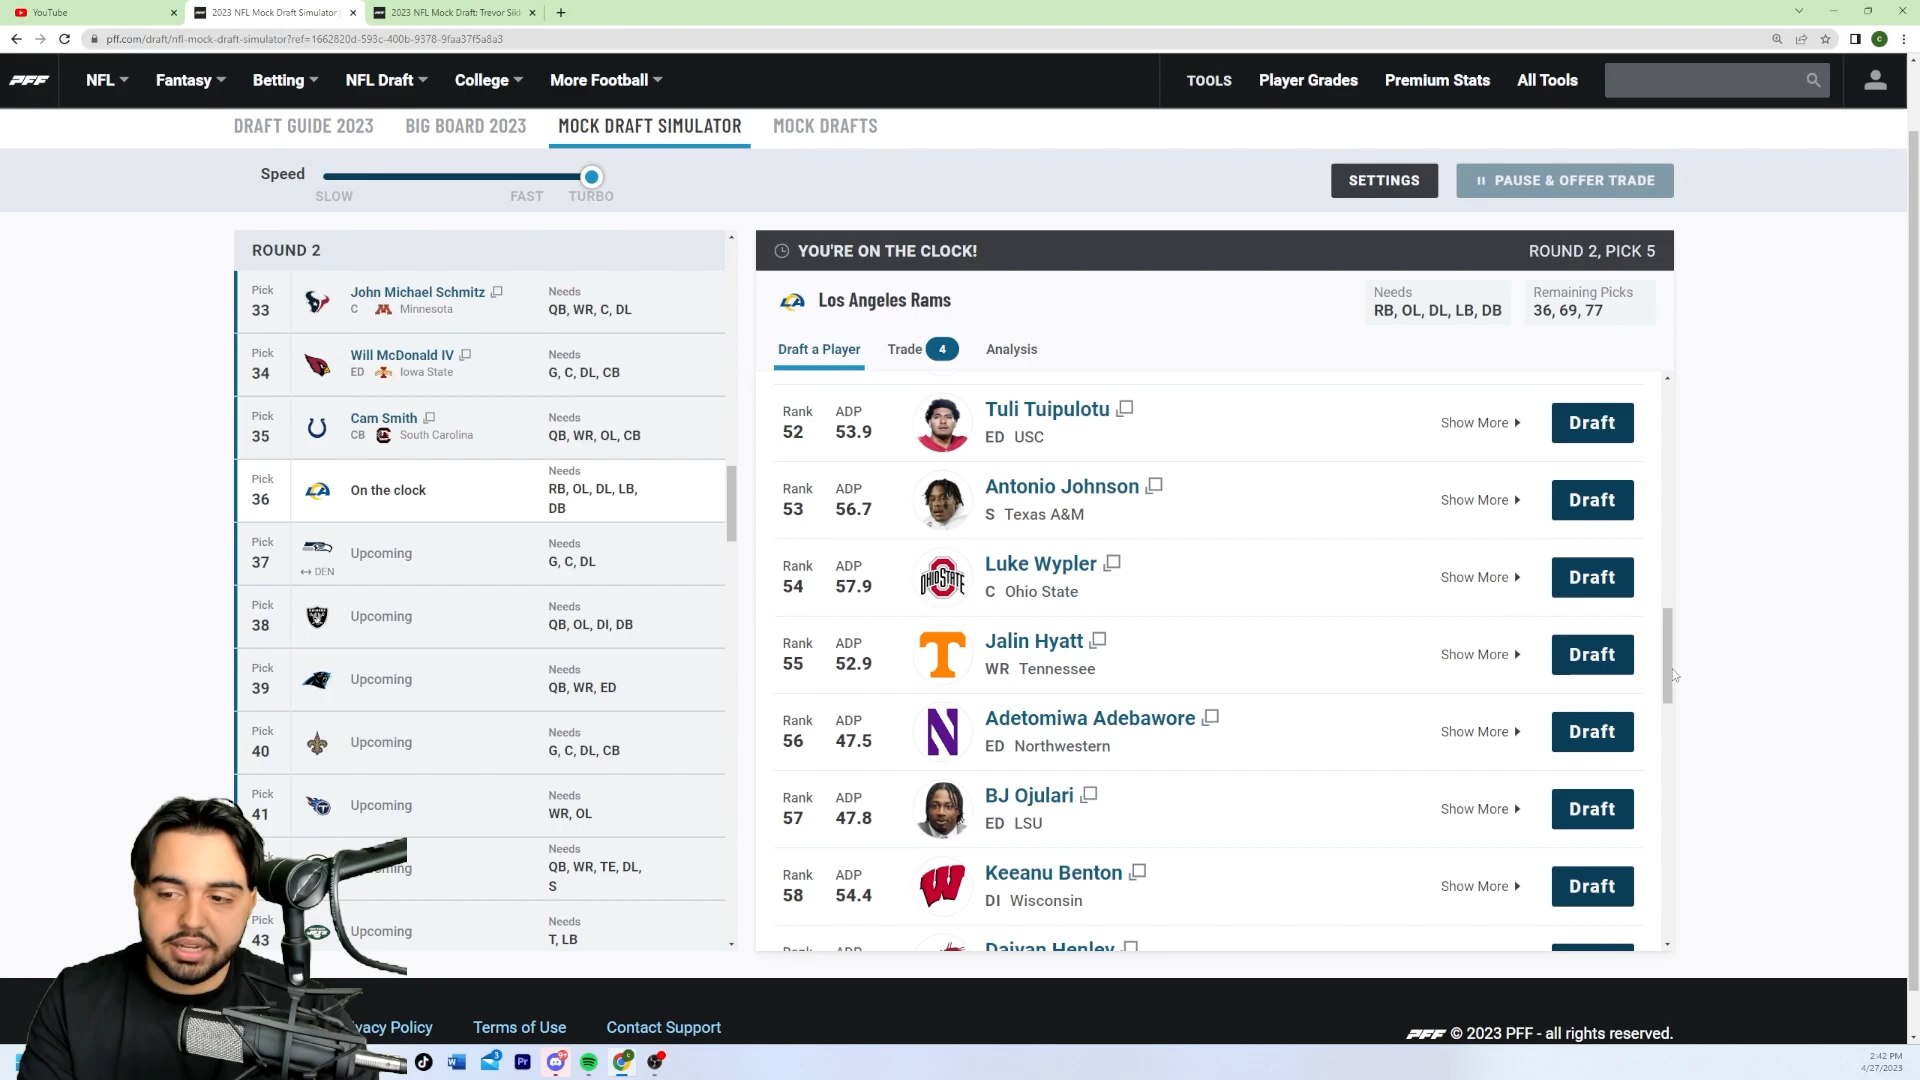 YouTube
2023 NFL Mock Draft Simulator
2023 NFL Mock Draft: Trevor Sik
pff.com/draft/nfl-mock-draft-simulator?ref=1662820d-593c-400b-9378-9faa37f5a8a3
PFF
NFL
Fantasy
Betting
NFL Draft
College
More Football
TOOLS
Player Grades
Premium Stats
All Tools
DRAFT GUIDE 2023
BIG BOARD 2023
MOCK DRAFT SIMULATOR
MOCK DRAFTS
Speed
SLOW
FAST
TURBO
SETTINGS
PAUSE & OFFER TRADE
ROUND 2
Pick 33
John Michael Schmitz
C Minnesota
Needs
QB, WR, C, DL
Pick 34
Will McDonald IV
ED Iowa State
Needs
G, C, DL, CB
Pick 35
Cam Smith
CB South Carolina
Needs
QB, WR, OL, CB
Pick 36
On the clock
Needs
RB, OL, DL, LB,
DB
Pick 37
↔ DEN
Upcoming
Needs
G, C, DL
Pick 38
Upcoming
Needs
QB, OL, DI, DB
Pick 39
Upcoming
Needs
QB, WR, ED
Pick 40
Upcoming
Needs
G, C, DL, CB
Pick 41
Upcoming
Needs
WR, OL
Needs
QB, WR, TE, DL,
S
Pick 43
Upcoming
Needs
T, LB
YOU'RE ON THE CLOCK!
ROUND 2, PICK 5
Los Angeles Rams
Needs
RB, OL, DL, LB, DB
Remaining Picks
36, 69, 77
Draft a Player
Trade 4
Analysis
Rank 52
ADP 53.9
Tuli Tuipulotu
ED USC
Show More
Draft
Rank 53
ADP 56.7
Antonio Johnson
S Texas A&M
Show More
Draft
Rank 54
ADP 57.9
OHIO STATE
Luke Wypler
C Ohio State
Show More
Draft
Rank 55
ADP 52.9
Jalin Hyatt
WR Tennessee
Show More
Draft
Rank 56
ADP 47.5
Adetomiwa Adebawore
ED Northwestern
Show More
Draft
Rank 57
ADP 47.8
BJ Ojulari
ED LSU
Show More
Draft
Rank 58
ADP 54.4
Keeanu Benton
DI Wisconsin
Show More
Draft
Rank
ADP
Daiyan Henley
vacy Policy
Terms of Use
Contact Support
PFF © 2023 PFF - all rights reserved.
2:42 PM
4/27/2023